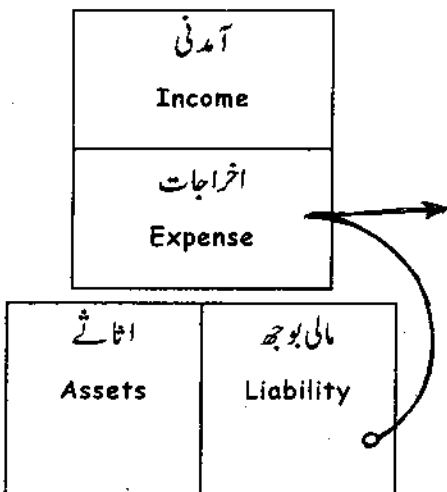 آمدنی
Income
اخراجات
Expense
اثاثے
Assets
مالی بوجھ
Liability